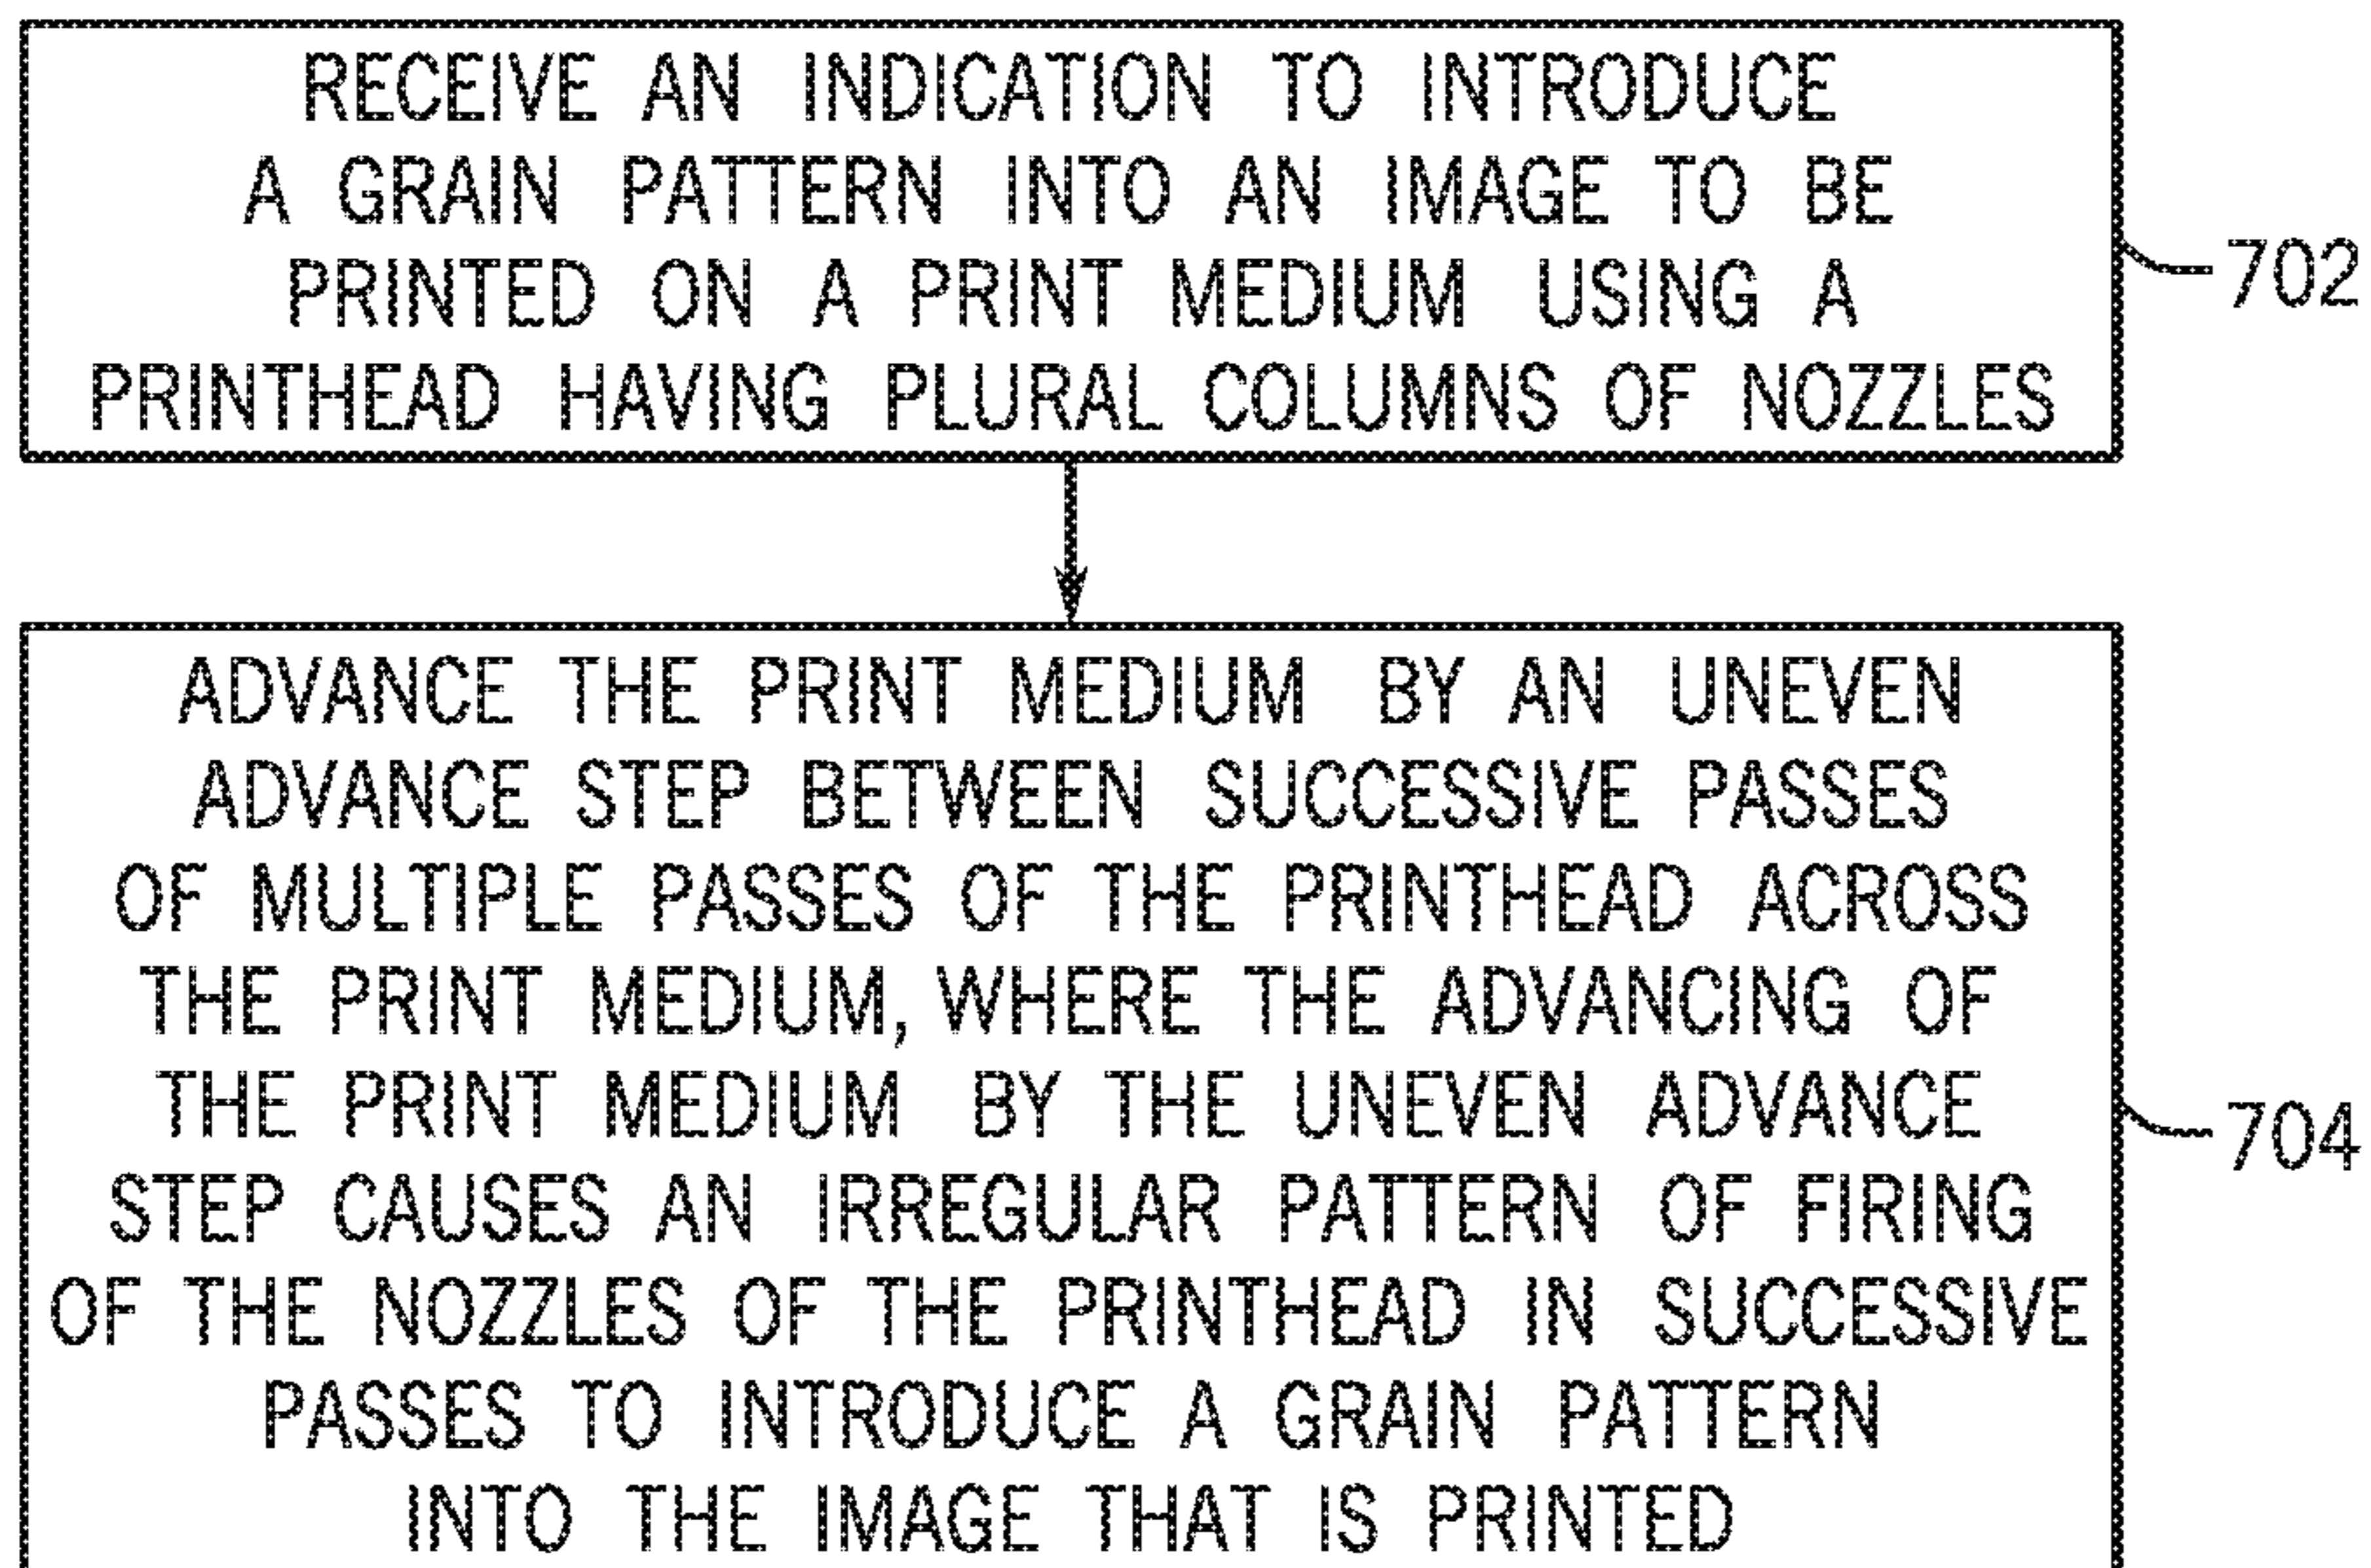 RECEIVE AN INDICATION TO INTRODUCE
A GRAIN PATTERN INTO AN IMAGE TO BE
PRINTED ON A PRINT MEDIUM USING A
PRINTHEAD HAVING PLURAL COLUMNS OF NOZZLES
702
ADVANCE THE PRINT MEDIUM BY AN UNEVEN
ADVANCE STEP BETWEEN SUCCESSIVE PASSES
OF MULTIPLE PASSES OF THE PRINTHEAD ACROSS
THE PRINT MEDIUM, WHERE THE ADVANCING OF
THE PRINT MEDIUM BY THE UNEVEN ADVANCE
STEP CAUSES AN IRREGULAR PATTERN OF FIRING
OF THE NOZZLES OF THE PRINTHEAD IN SUCCESSIVE
PASSES TO INTRODUCE A GRAIN PATTERN
INTO THE IMAGE THAT IS PRINTED
704